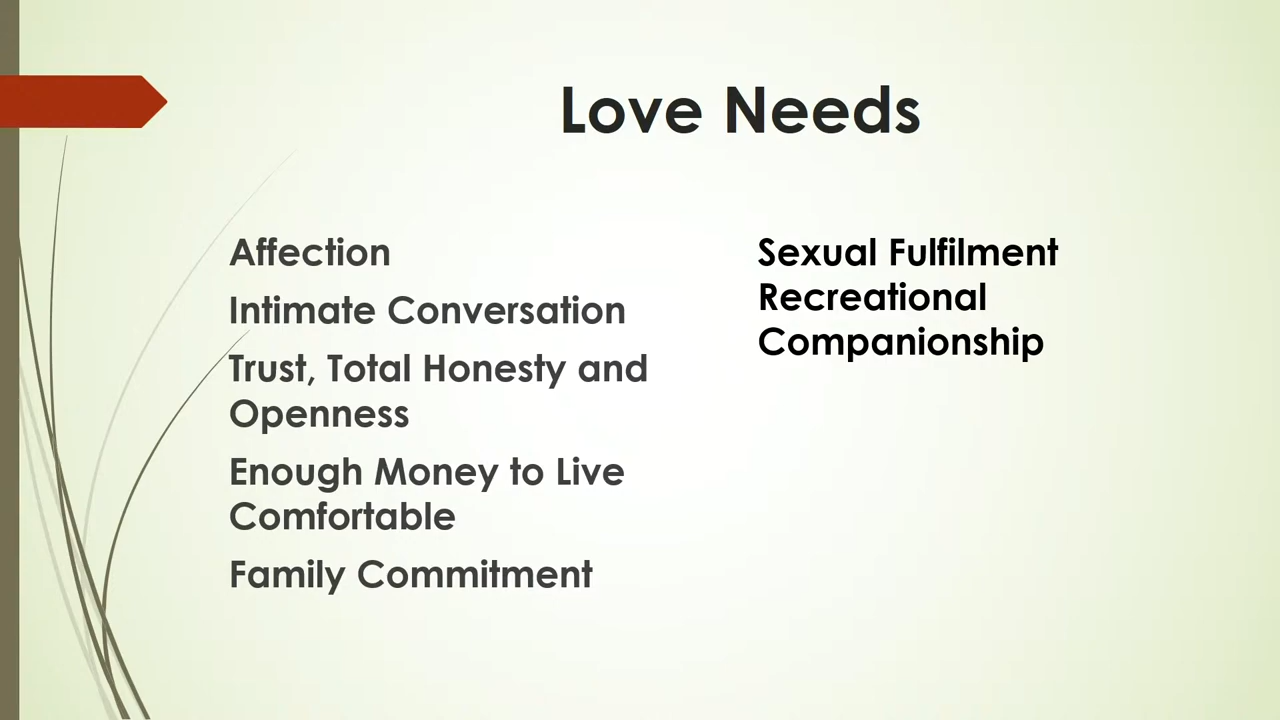 Love Needs
Affection
Intimate Conversation
Trust, Total Honesty and
Openness
Enough Money to Live
Comfortable
Family Commitment
Sexual Fulfilment
Recreational
Companionship